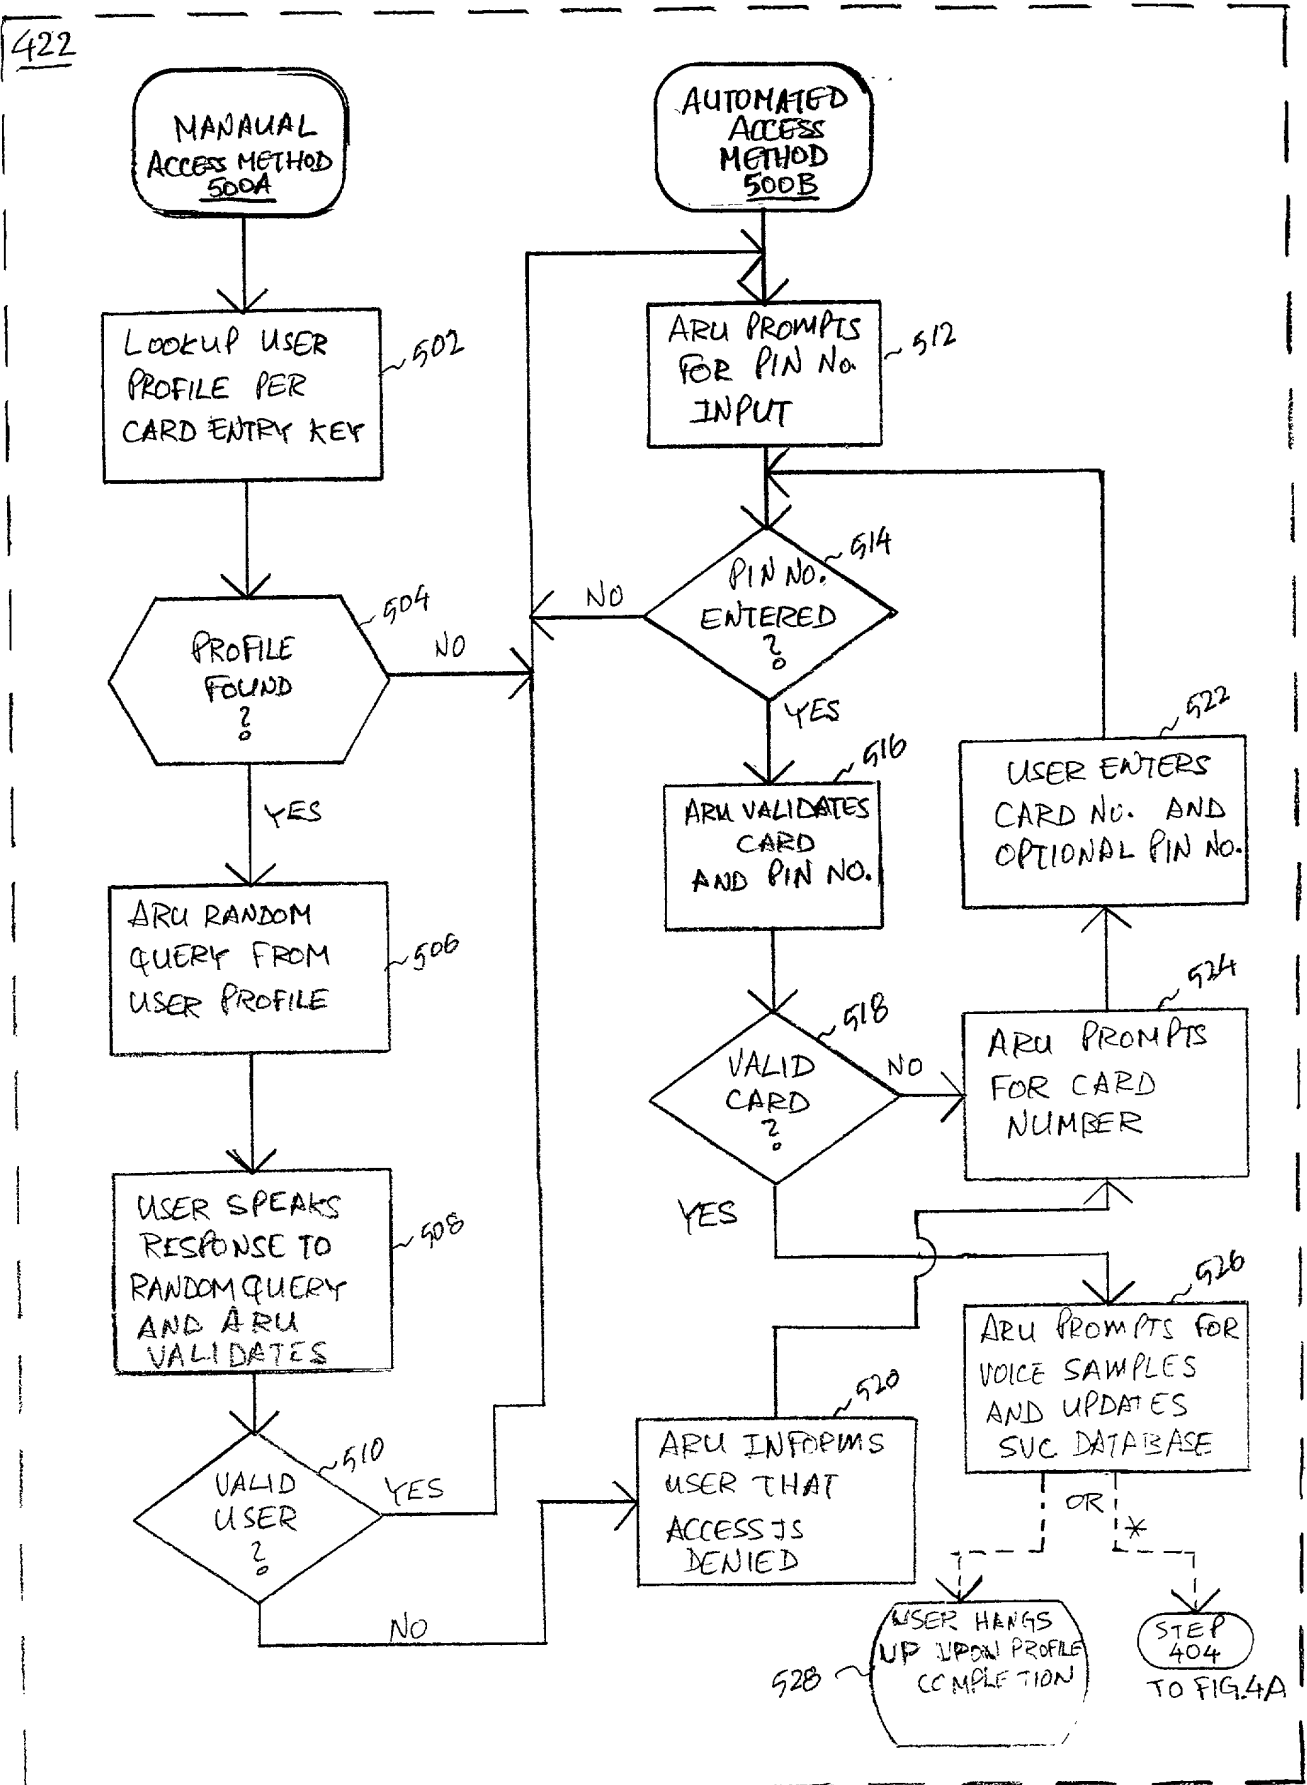 422
MANAUAL
ACCESS METHOD
500A
LOOKUP USER
PROFILE PER
CARD ENTRY KEY
502
PROFILE
FOUND
?
504
NO
YES
ARU RANDOM
QUERY FROM
USER PROFILE
506
USER SPEAKS
RESPONSE TO
RANDOM QUERY
AND ARU
VALIDATES
508
VALID
USER
?
510
YES
NO
AUTOMATED
ACCESS
METHOD
500B
ARU PROMPTS
FOR PIN No.
INPUT
512
PIN NO.
ENTERED
?
514
NO
YES
ARU VALIDATES
CARD
AND PIN NO.
516
VALID
CARD
?
518
NO
YES
ARU INFORMS
USER THAT
ACCESS IS
DENIED
520
USER ENTERS
CARD NO. AND
OPTIONAL PIN NO.
522
ARU PROMPTS
FOR CARD
NUMBER
524
ARU PROMPTS FOR
VOICE SAMPLES
AND UPDATES
SVC DATABASE
526
OR
*
USER HANGS
UP UPON PROFILE
COMPLETION
528
STEP
404
TO FIG.4A